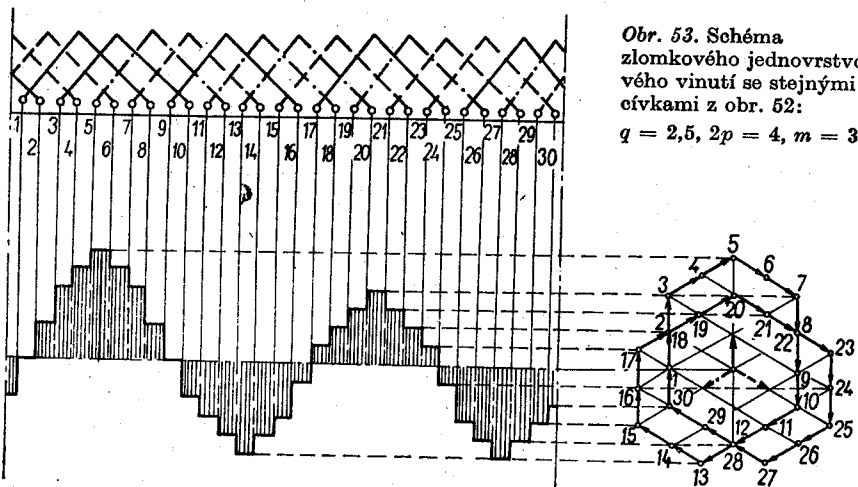 Obr. 53. Schéma
zlomkového jednovrstvo
vého vinutí se stejnými
cívkami z obr. 52:
q = 2,5, 2p = 4, m = 3
1 3 5 7 9 11 13 15 17 19 21 23 25 27 29
2 4 6 8 10 12 14 16 18 20 22 24 26 28 30
5
4 6
3 7
20
2 19 21 8
18 22 23
17
1 9
16 24
30 10
15 29 12 11 25
14 28 26
13 27